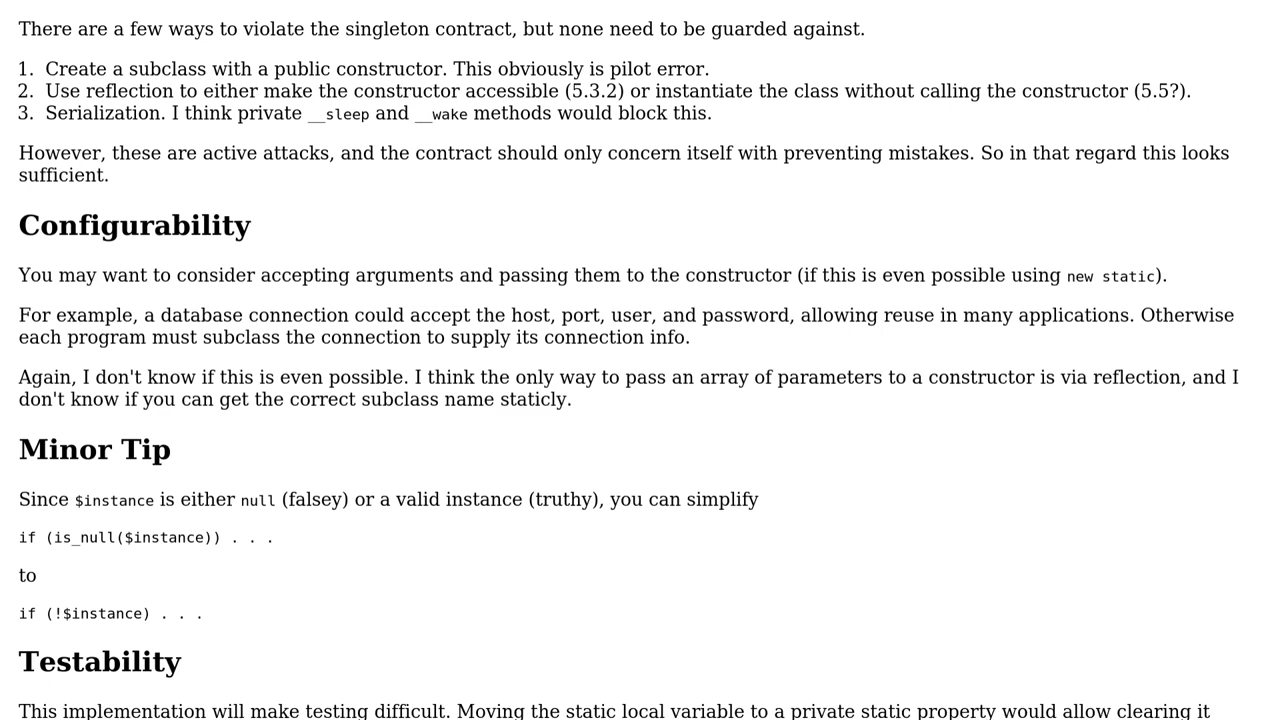 There are a few ways to violate the singleton contract, but none need to be guarded against.
1. Create a subclass with a public constructor. This obviously is pilot error.
2. Use reflection to either make the constructor accessible (5.3.2) or instantiate the class without calling the constructor (5.5?).
3. Serialization. I think private __sleep and __wake methods would block this.
However, these are active attacks, and the contract should only concern itself with preventing mistakes. So in that regard this looks
sufficient.
Configurability
You may want to consider accepting arguments and passing them to the constructor (if this is even possible using new static).
For example, a database connection could accept the host, port, user, and password, allowing reuse in many applications. Otherwise
each program must subclass the connection to supply its connection info.
Again, I don't know if this is even possible. I think the only way to pass an array of parameters to a constructor is via reflection, and I
don't know if you can get the correct subclass name staticly.
Minor Tip
Since $instance is either null (falsey) or a valid instance (truthy), you can simplify
if (is_null($instance)) . . .
to
if (!$instance) . . .
Testability
This implementation will make testing difficult. Moving the static local variable to a private static property would allow clearing it